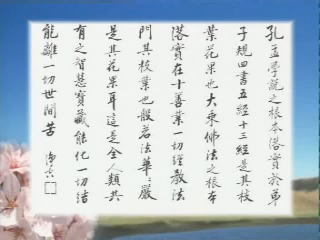 孔孟學說之根本落實於弟
子規四書五經十三經是其枝
葉花果也大乘佛法之根本
落實在十善業一切經教法
門其枝葉也般若法華華嚴
是其花果耳這是全人類共
有之智慧寶藏能化一切結
能離一切世間苦 淨空